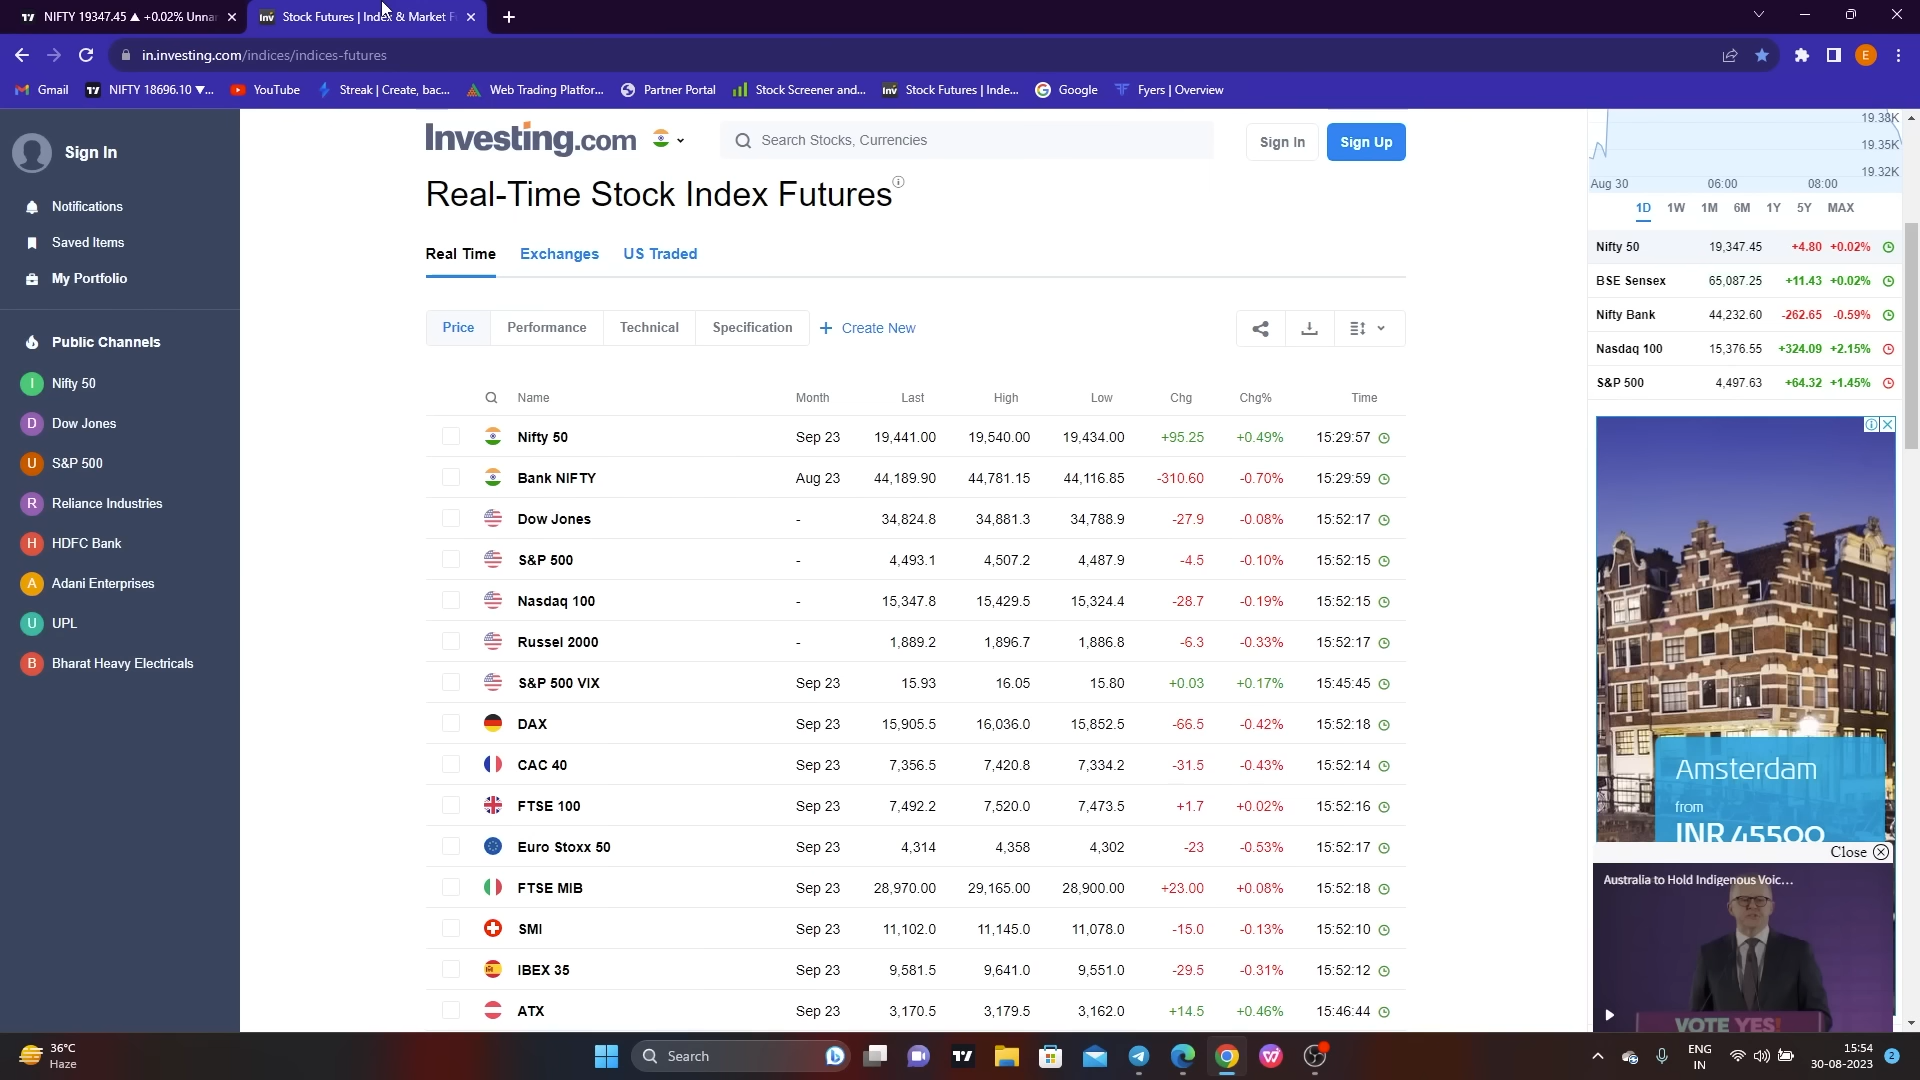 NIFTY 19347.45 ▲ +0.02% Unnar
Stock Futures | Index & Market F
in.investing.com/indices/indices-futures
E
Gmail
NIFTY 18696.10 ▼...
YouTube
Streak | Create, bac...
Web Trading Platfor...
Partner Portal
Stock Screener and...
Stock Futures | Inde...
Google
Fyers | Overview
Sign In
Notifications
Saved Items
My Portfolio
Public Channels
I Nifty 50
D Dow Jones
U S&P 500
R Reliance Industries
H HDFC Bank
A Adani Enterprises
U UPL
B Bharat Heavy Electricals
Investing.com
Search Stocks, Currencies
Sign In
Sign Up
Real-Time Stock Index Futures
Real Time Exchanges US Traded
Price Performance Technical Specification + Create New
Name Month Last High Low Chg Chg% Time
Nifty 50 Sep 23 19,441.00 19,540.00 19,434.00 +95.25 +0.49% 15:29:57
Bank NIFTY Aug 23 44,189.90 44,781.15 44,116.85 -310.60 -0.70% 15:29:59
Dow Jones - 34,824.8 34,881.3 34,788.9 -27.9 -0.08% 15:52:17
S&P 500 - 4,493.1 4,507.2 4,487.9 -4.5 -0.10% 15:52:15
Nasdaq 100 - 15,347.8 15,429.5 15,324.4 -28.7 -0.19% 15:52:15
Russel 2000 - 1,889.2 1,896.7 1,886.8 -6.3 -0.33% 15:52:17
S&P 500 VIX Sep 23 15.93 16.05 15.80 +0.03 +0.17% 15:45:45
DAX Sep 23 15,905.5 16,036.0 15,852.5 -66.5 -0.42% 15:52:18
CAC 40 Sep 23 7,356.5 7,420.8 7,334.2 -31.5 -0.43% 15:52:14
FTSE 100 Sep 23 7,492.2 7,520.0 7,473.5 +1.7 +0.02% 15:52:16
Euro Stoxx 50 Sep 23 4,314 4,358 4,302 -23 -0.53% 15:52:17
FTSE MIB Sep 23 28,970.00 29,165.00 28,900.00 +23.00 +0.08% 15:52:18
SMI Sep 23 11,102.0 11,145.0 11,078.0 -15.0 -0.13% 15:52:10
IBEX 35 Sep 23 9,581.5 9,641.0 9,551.0 -29.5 -0.31% 15:52:12
ATX Sep 23 3,170.5 3,179.5 3,162.0 +14.5 +0.46% 15:46:44
19.38K
19.35K
19.32K
Aug 30 06:00 08:00
1D 1W 1M 6M 1Y 5Y MAX
Nifty 50 19,347.45 +4.80 +0.02%
BSE Sensex 65,087.25 +11.43 +0.02%
Nifty Bank 44,232.60 -262.65 -0.59%
Nasdaq 100 15,376.55 +324.09 +2.15%
S&P 500 4,497.63 +64.32 +1.45%
Amsterdam
from
INR 45500
Close
Australia to Hold Indigenous Voic...
VOTE YES!
36°C
Haze
Search
ENG
IN
15:54
30-08-2023
2